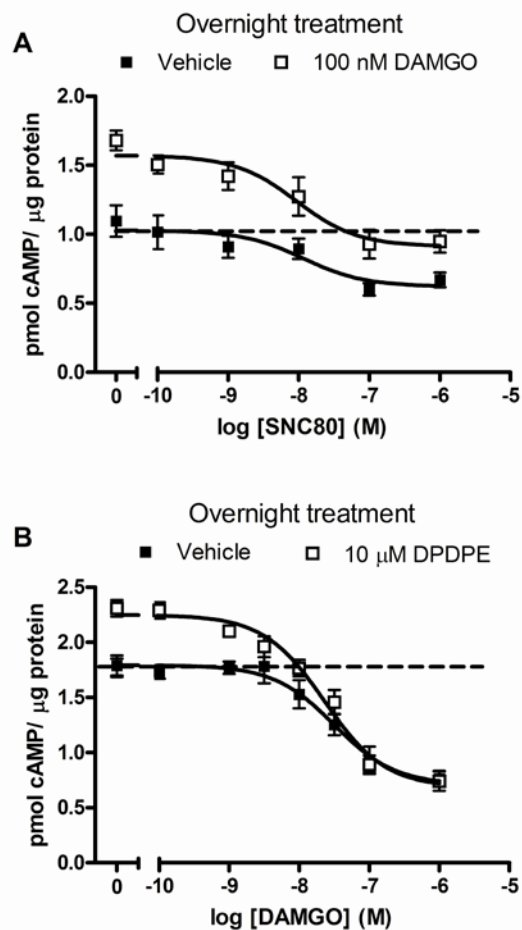 A
Overnight treatment
■ Vehicle □ 100 nM DAMGO
pmol cAMP/ μg protein
2.0
1.5
1.0
0.5
0.0
0 -10 -9 -8 -7 -6 -5
log [SNC80] (M)
B
Overnight treatment
■ Vehicle □ 10 μM DPDPE
pmol cAMP/ μg protein
2.5
2.0
1.5
1.0
0.5
0.0
0 -10 -9 -8 -7 -6 -5
log [DAMGO] (M)